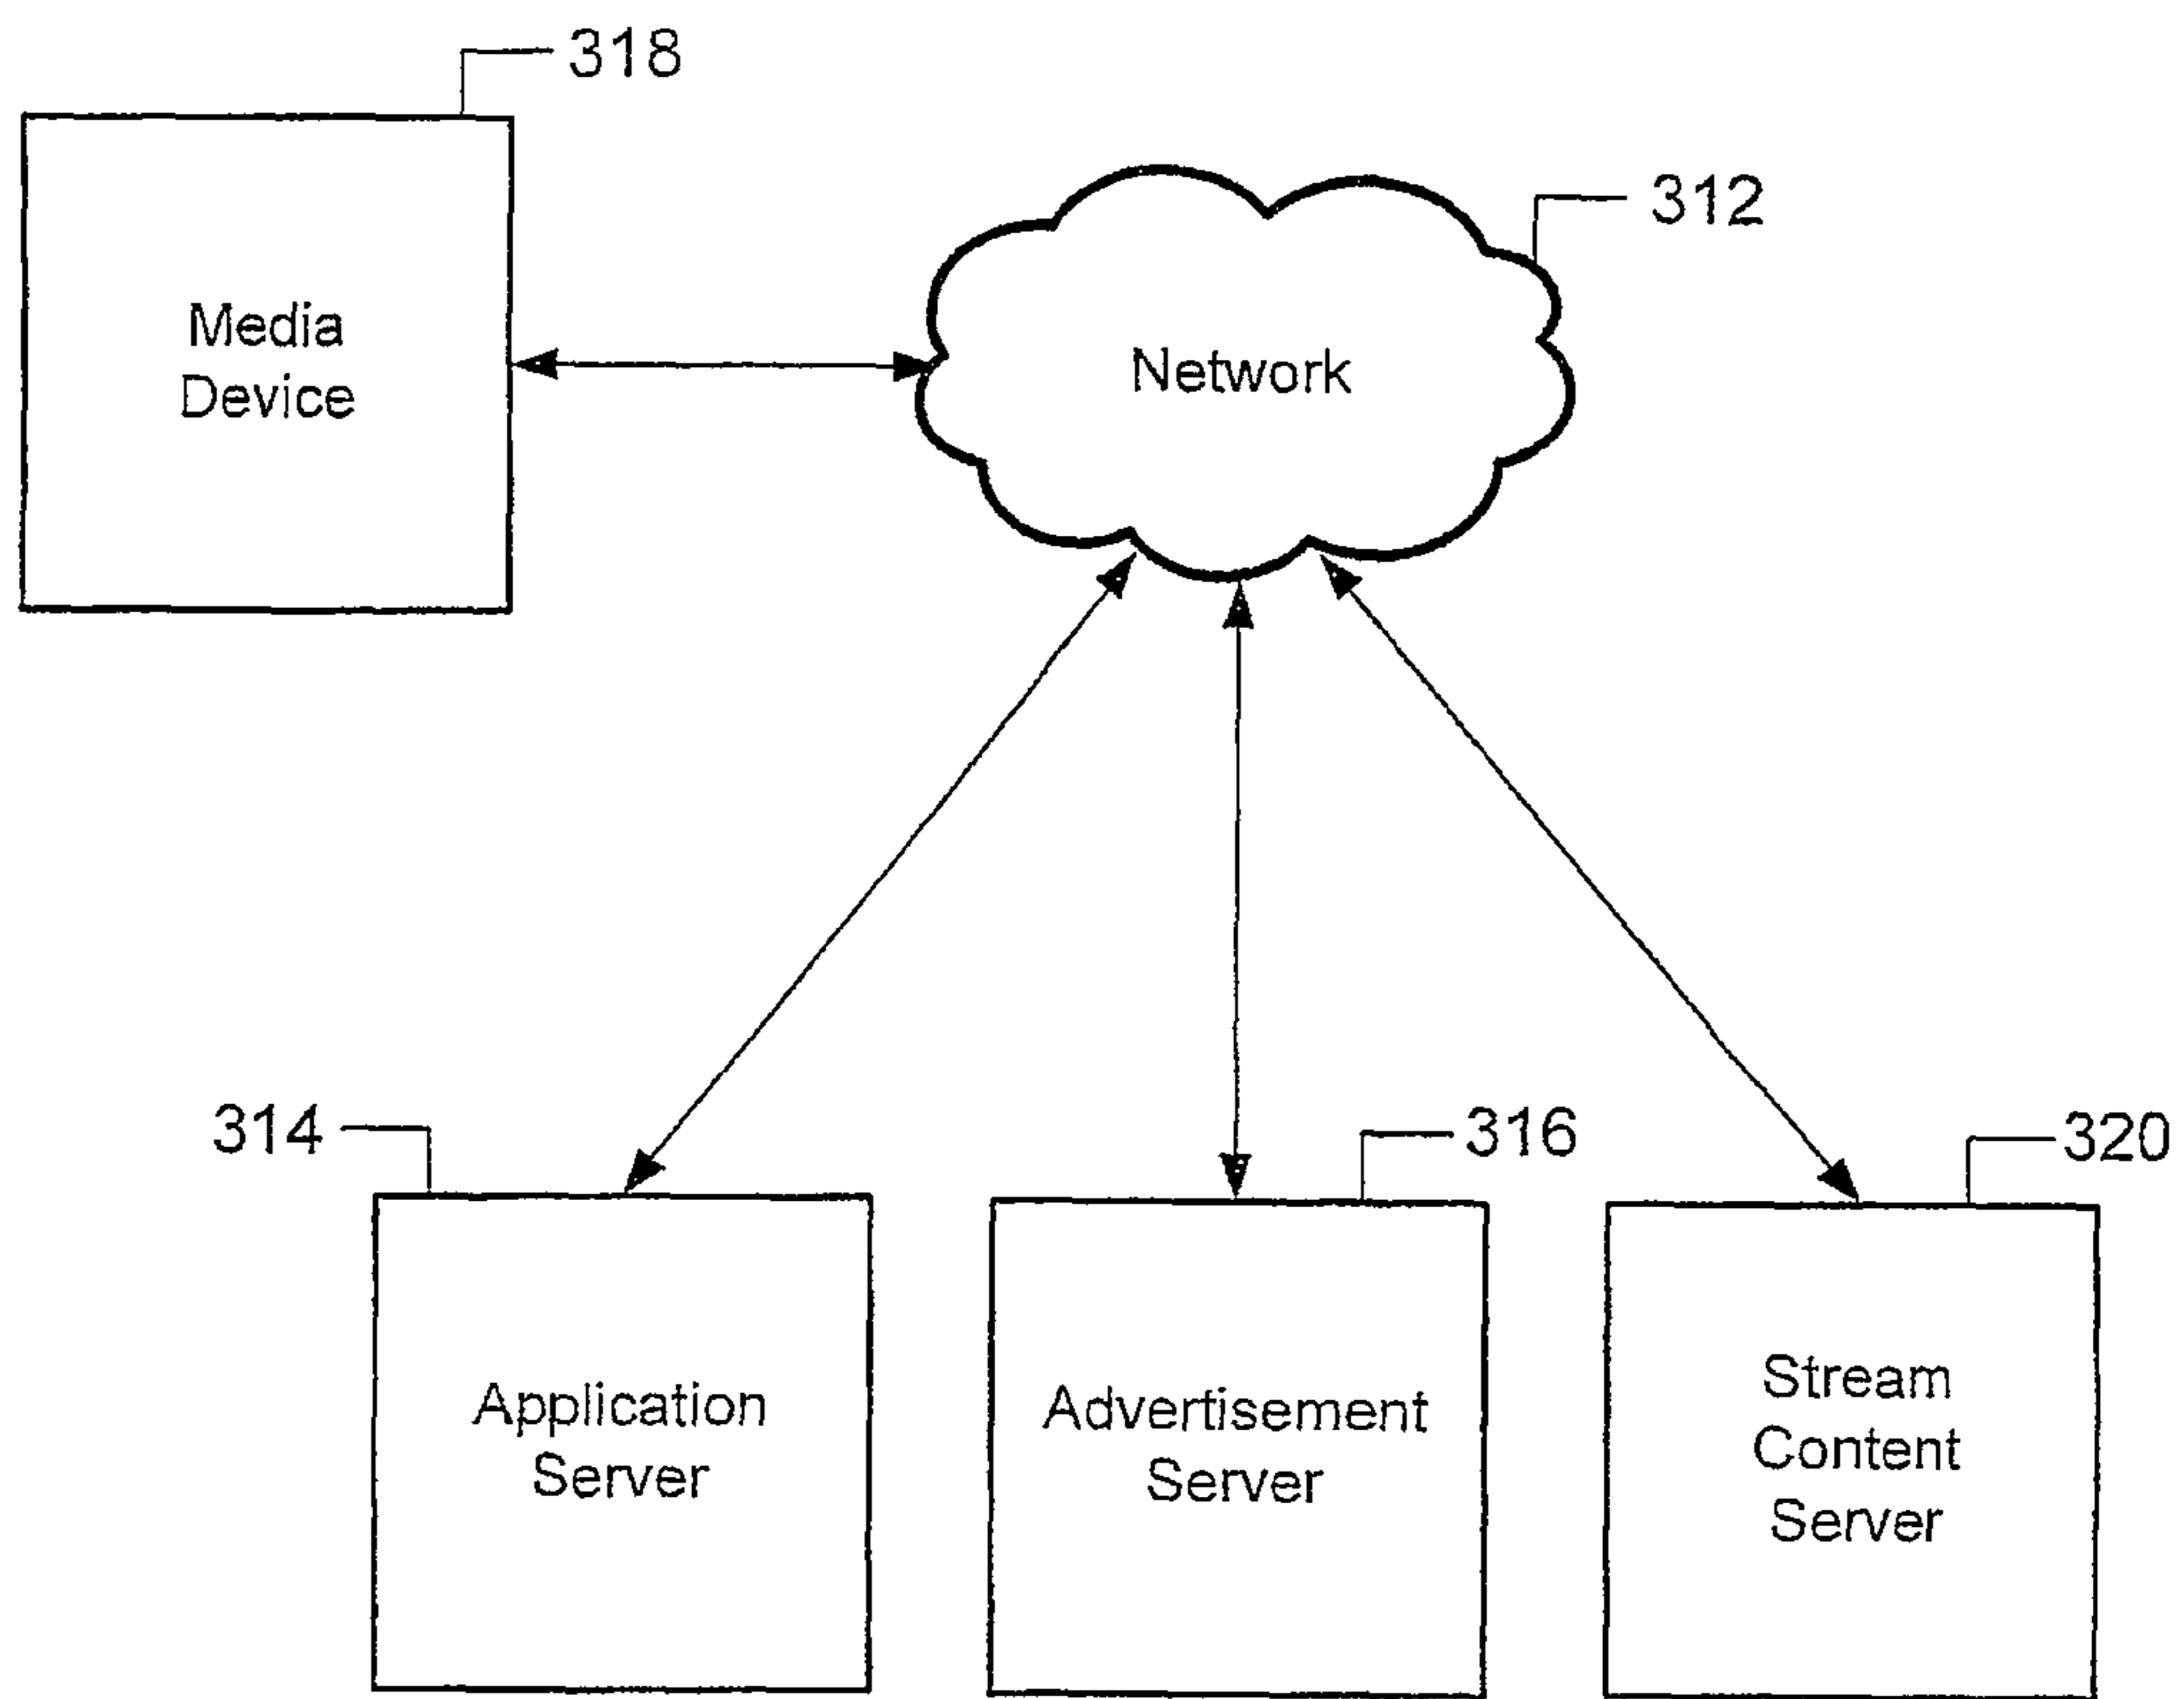 318
312
Media
Device
Network
314
316
320
Application
Server
Advertisement
Server
Stream
Content
Server